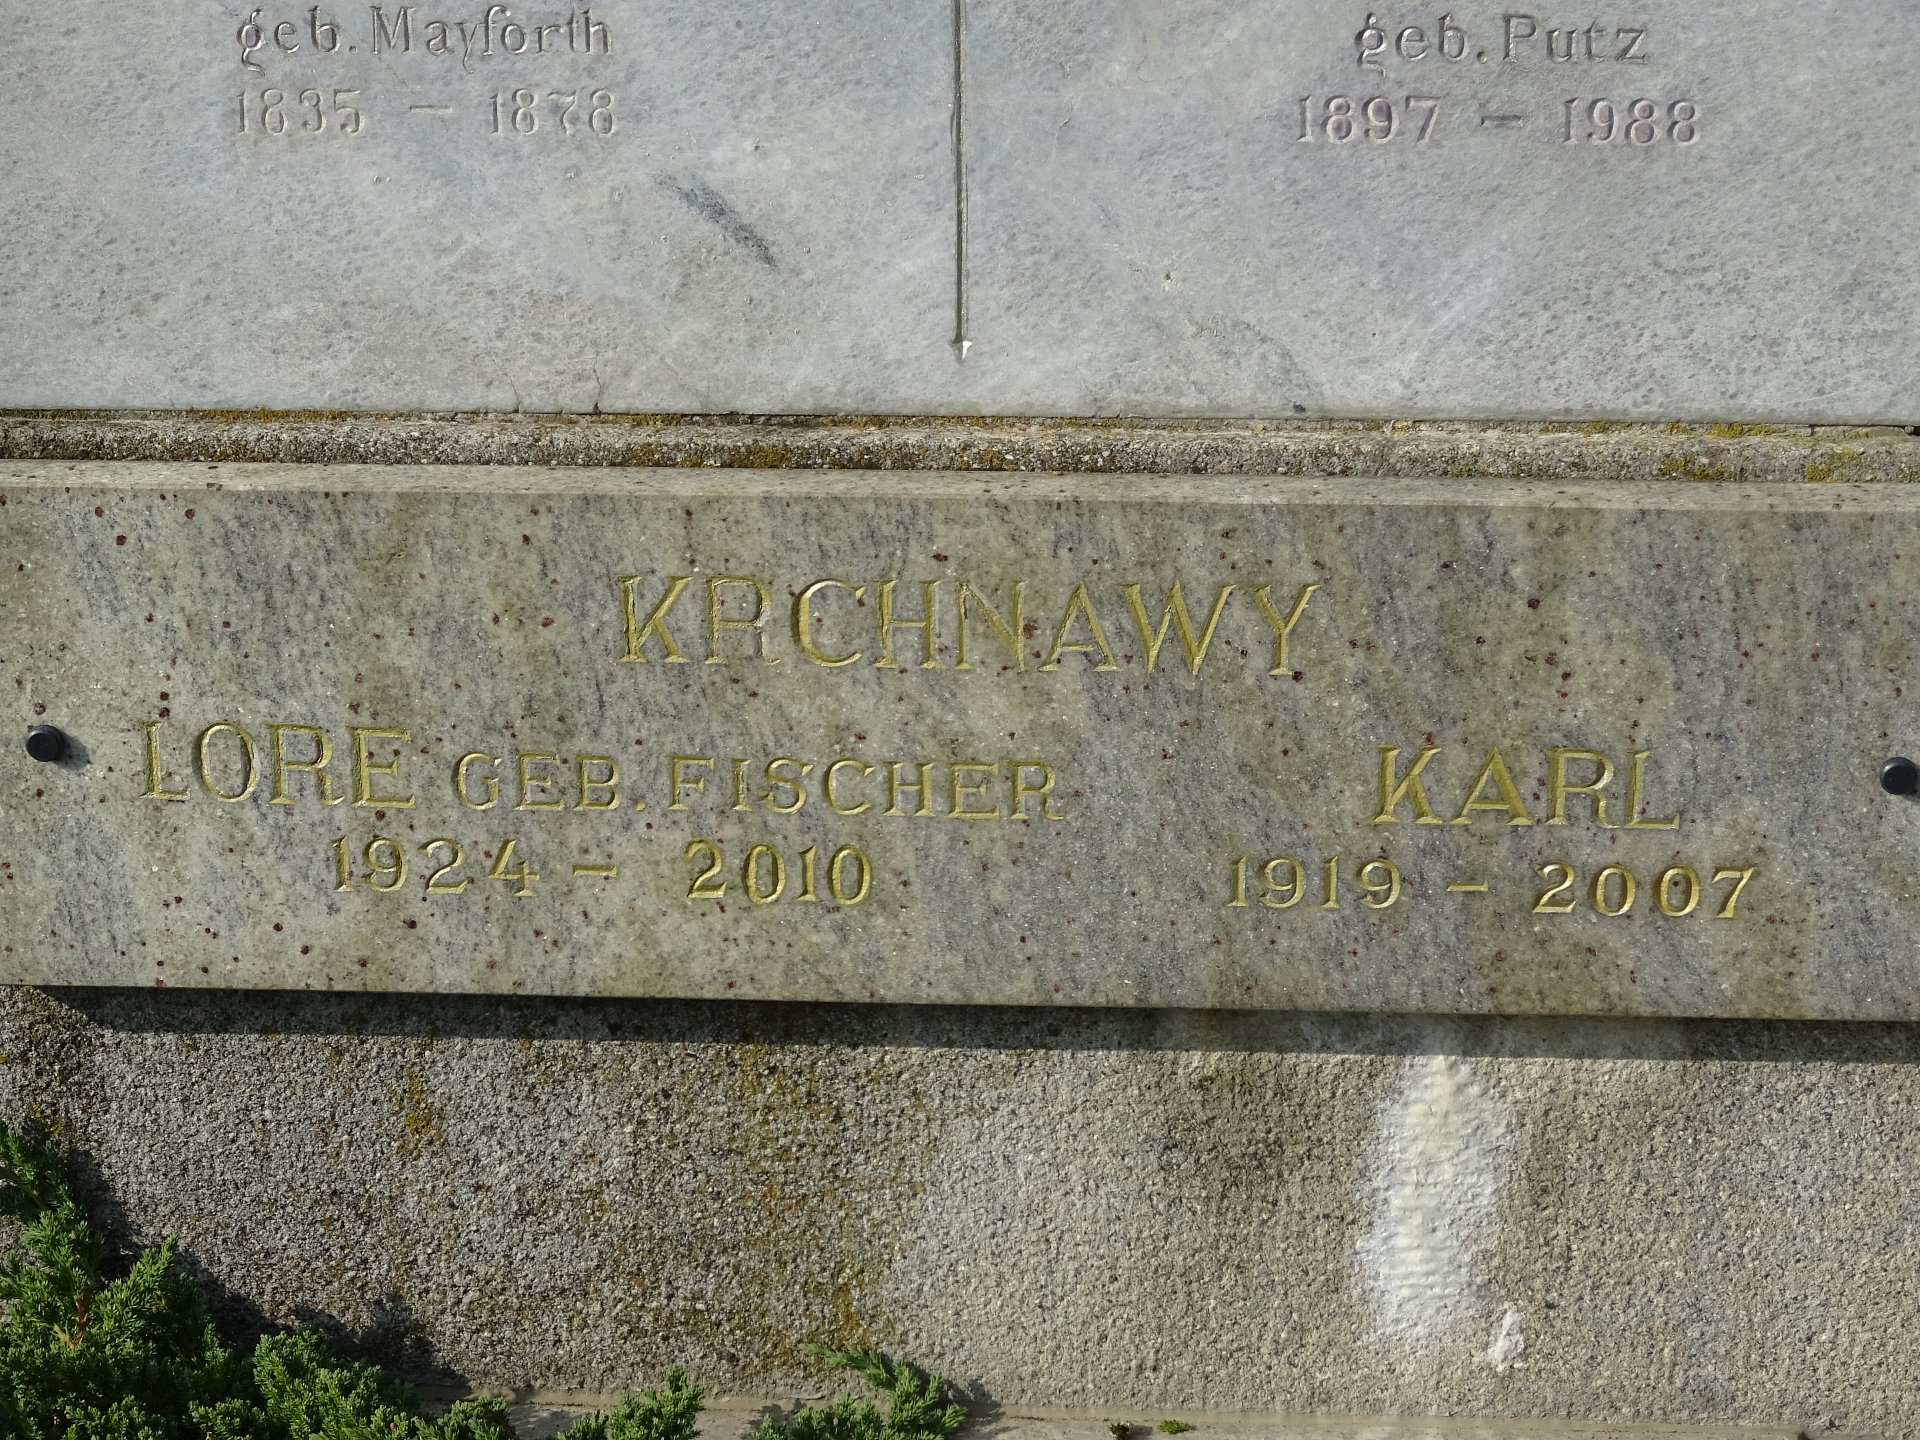 geb. Mayforth
1835 - 1878
geb. Putz
1897 - 1988
KRCHNAWY
LORE GEB. FISCHER
1924 - 2010
KARL
1919 - 2007